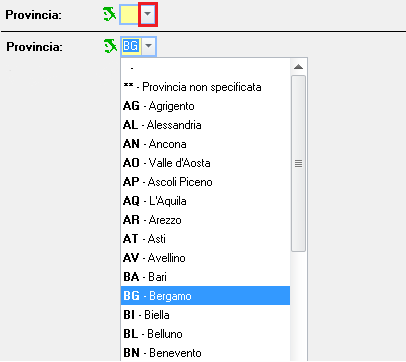 Provincia:
Provincia: BG
-
** - Provincia non specificata
AG - Agrigento
AL - Alessandria
AN - Ancona
AO - Valle d'Aosta
AP - Ascoli Piceno
AQ - L'Aquila
AR - Arezzo
AT - Asti
AV - Avellino
BA - Bari
BG - Bergamo
BI - Biella
BL - Belluno
BN - Benevento